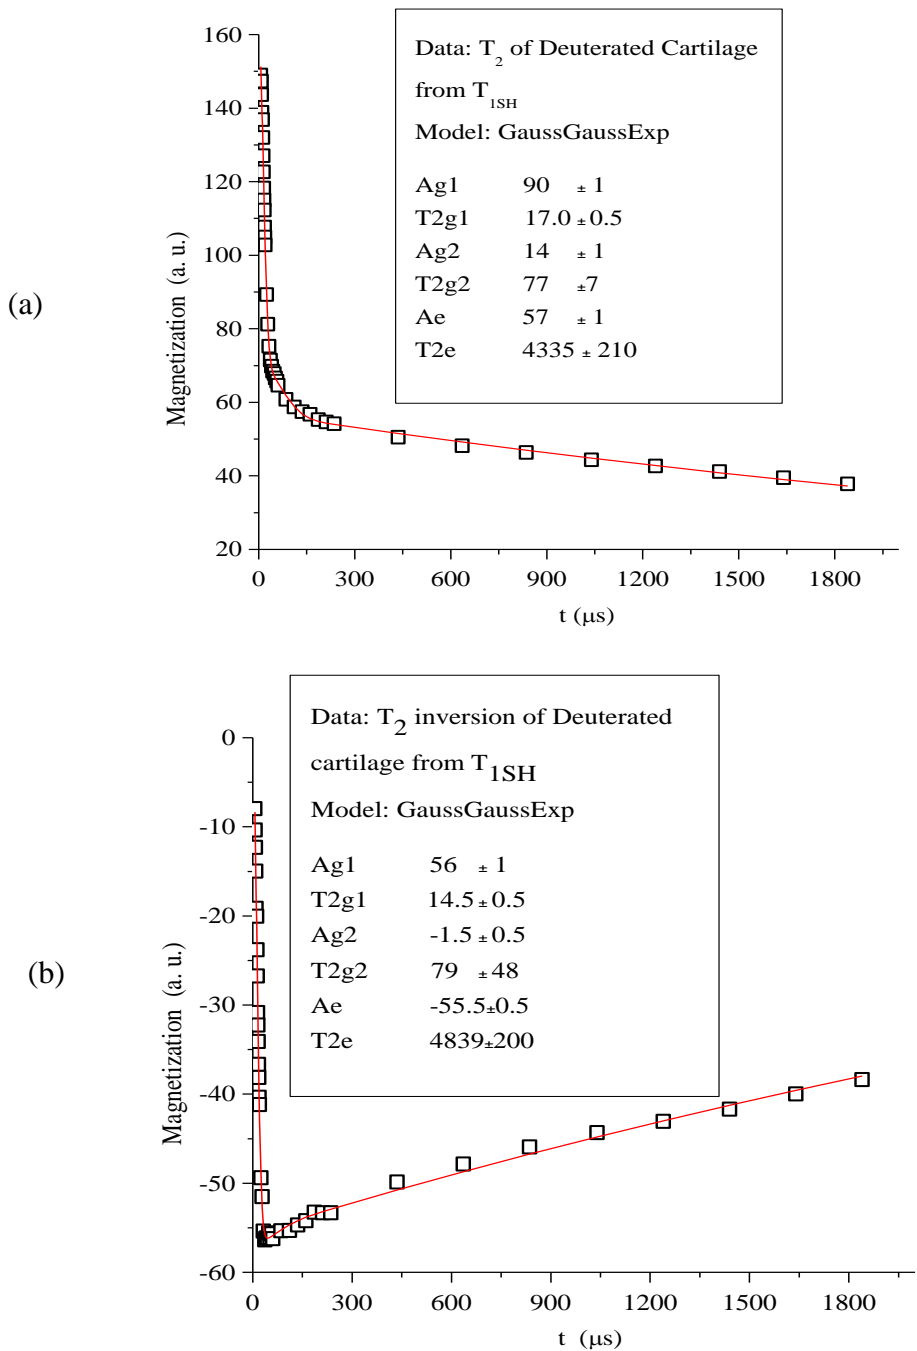 (a)
Magnetization (a. u.)
160
140
120
100
80
60
40
20
Data: T2 of Deuterated Cartilage
from T1SH
Model: GaussGaussExp
Ag1 90 ± 1
T2g1 17.0 ± 0.5
Ag2 14 ± 1
T2g2 77 ±7
Ae 57 ± 1
T2e 4335 ± 210
0 300 600 900 1200 1500 1800
t (μs)
(b)
Magnetization (a. u.)
0
-10
-20
-30
-40
-50
-60
Data: T2 inversion of Deuterated
cartilage from T1SH
Model: GaussGaussExp
Ag1 56 ± 1
T2g1 14.5 ± 0.5
Ag2 -1.5 ± 0.5
T2g2 79 ± 48
Ae -55.5±0.5
T2e 4839±200
0 300 600 900 1200 1500 1800
t (μs)